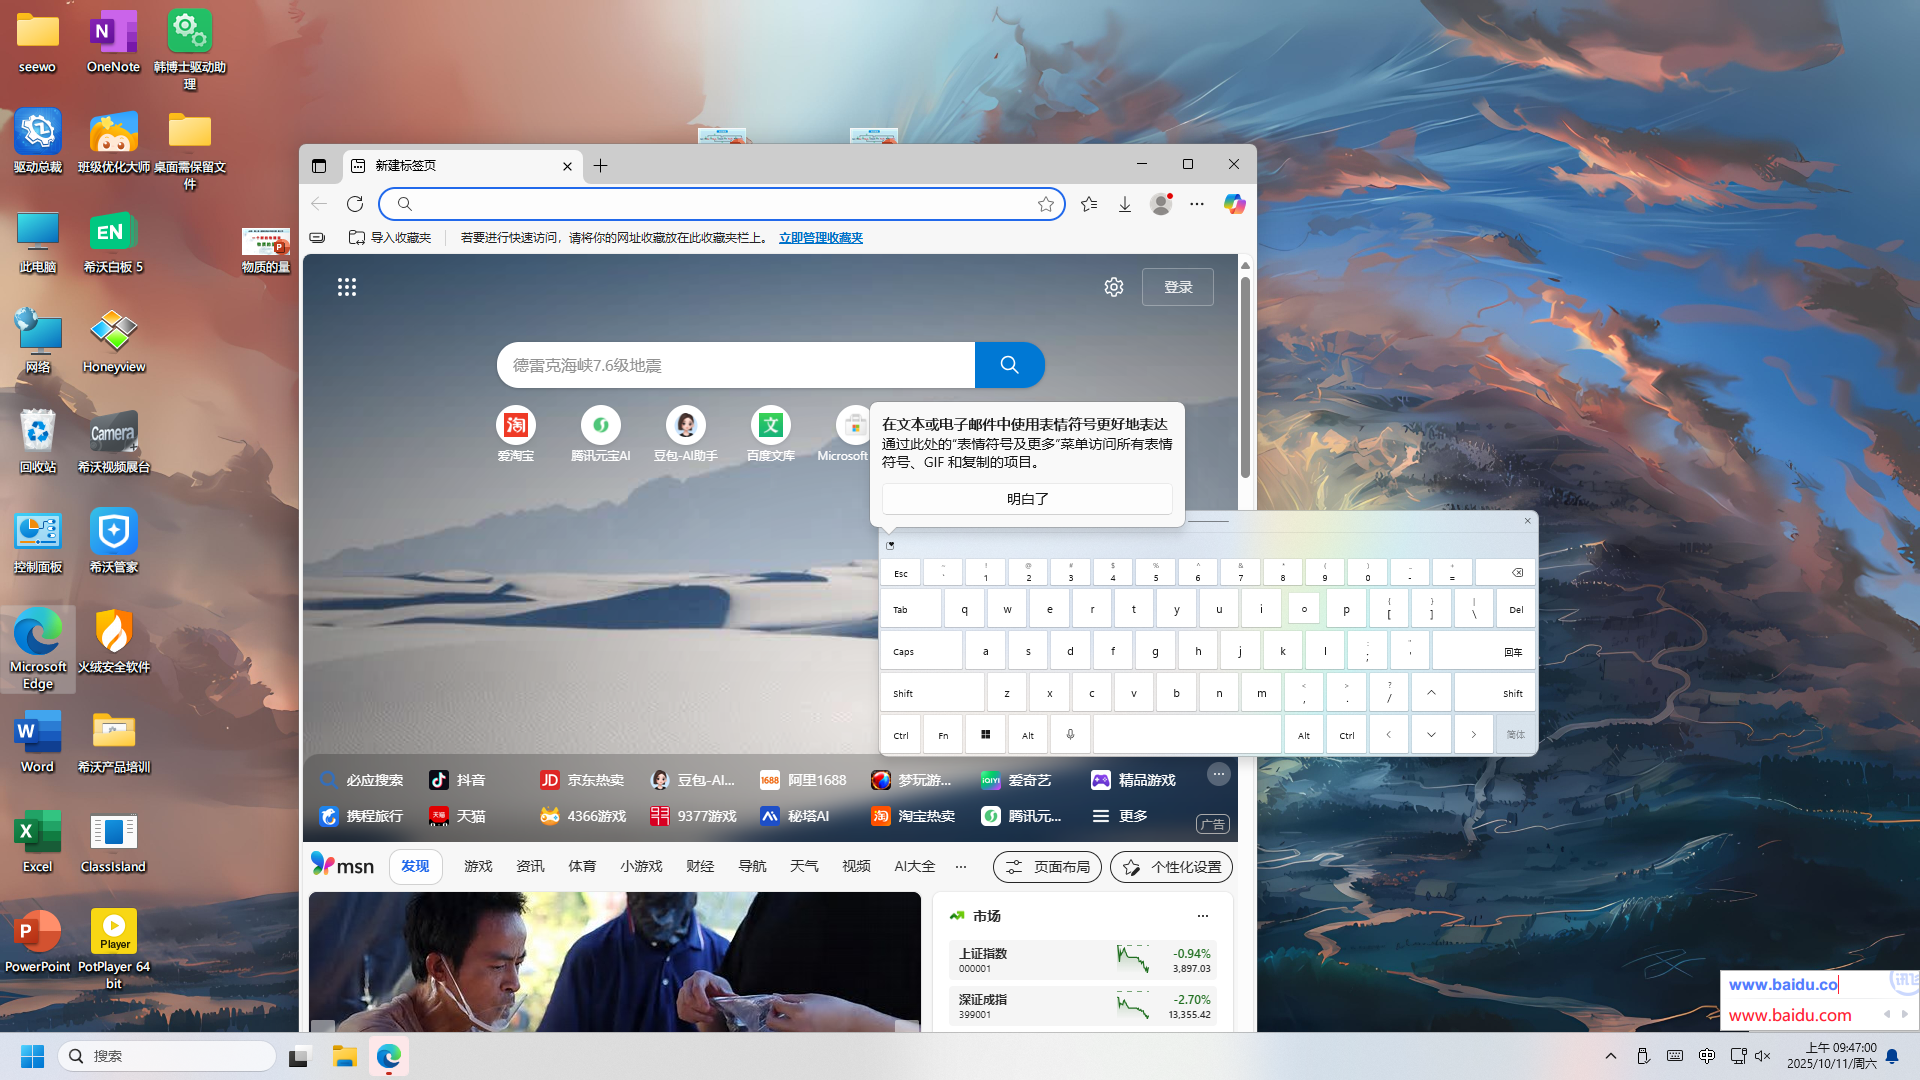 seewo
OneNote
韩博士驱动助
理
驱动总裁
班级优化大师
桌面需保留文
件
此电脑
希沃白板 5
物质的量
网络
Honeyview
回收站
希沃视频展台
控制面板
希沃管家
Microsoft
Edge
火绒安全软件
Word
希沃产品培训
Excel
ClassIsland
PowerPoint
PotPlayer 64
bit
新建标签页
导入收藏夹
若要进行快速访问，请将你的网址收藏放在此收藏夹栏上。 立即管理收藏夹
登录
德雷克海峡7.6级地震
爱淘宝
腾讯元宝AI
豆包-AI助手
百度文库
Microsoft
在文本或电子邮件中使用表情符号更好地表达
通过此处的“表情符号及更多”菜单访问所有表情
符号、GIF 和复制的项目。
明白了
Esc ~ ` ! 1 @ 2 # 3 $ 4 % 5 ^ 6 & 7 * 8 ( 9 ) 0 _ - + =
Tab q w e r t y u i o p { [ } ] | \ Del
Caps a s d f g h j k l : ; " ' 回车
Shift z x c v b n m < , > . ? / Shift
Ctrl Fn Alt Alt Ctrl 简体
必应搜索 抖音 JD 京东热卖 豆包-AI... 1688 阿里1688 梦玩游... iQIYI 爱奇艺 精品游戏
携程旅行 天猫 4366游戏 9377游戏 秘塔AI 淘 淘宝热卖 腾讯元... 更多
广告
msn 发现 游戏 资讯 体育 小游戏 财经 导航 天气 视频 AI大全 ... 页面布局 个性化设置
市场
上证指数 -0.94%
000001 3,897.03
深证成指 -2.70%
399001 13,355.42
www.baidu.co
www.baidu.com
搜索
中
上午 09:47:00
2025/10/11/周六